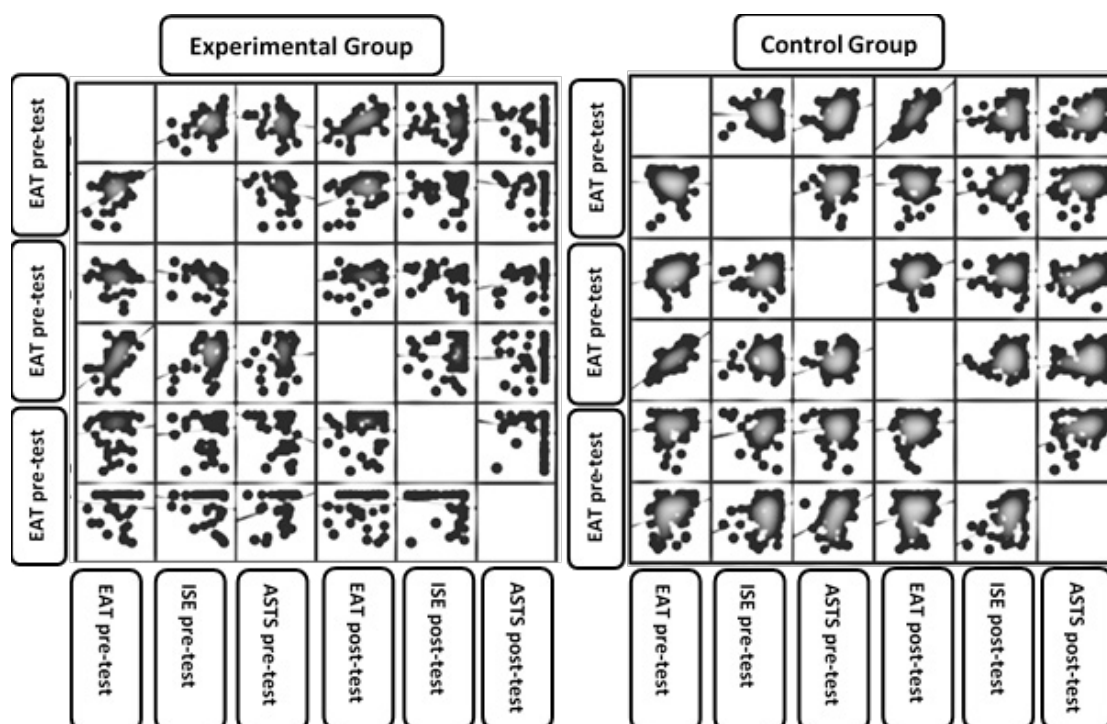 Experimental Group
Control Group
EAT pre-test
EAT pre-test
EAT pre-test
EAT pre-test
EAT pre-test
EAT pre-test
EAT pre-test
ISE pre-test
ASTS pre-test
EAT post-test
ISE post-test
ASTS post-test
EAT pre-test
ISE pre-test
ASTS pre-test
EAT post-test
ISE post-test
ASTS post-test